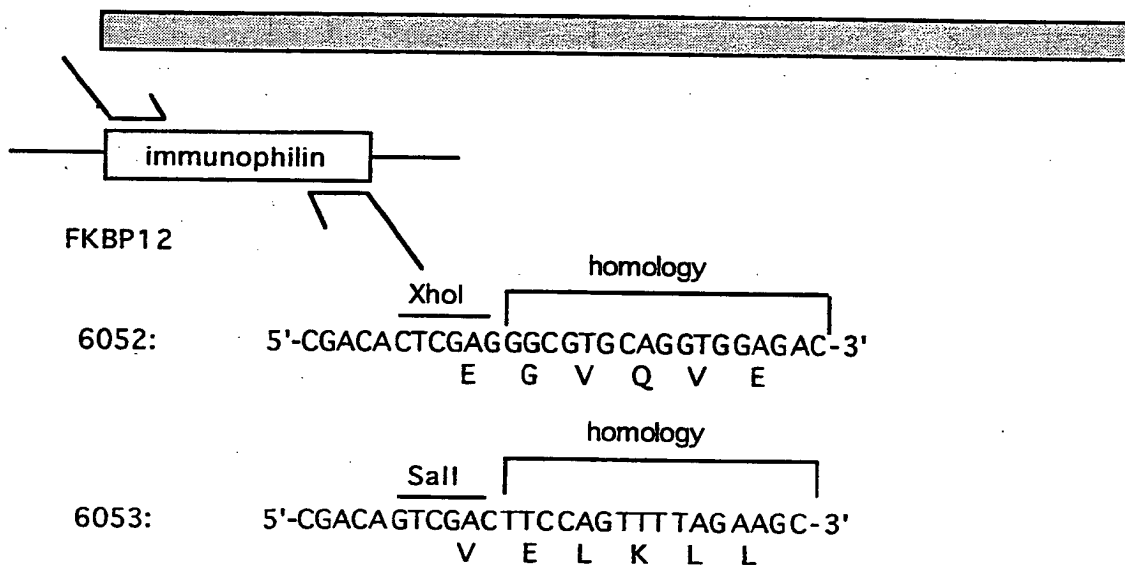 immunophilin
FKBP12
homology
XhoI
6052: 5'-CGACACTCGAGGGCGTGCAGGTGGAGAC-3'
E G V Q V E
homology
SalI
6053: 5'-CGACAGTCGACTTCCAGTTTTAGAAGC-3'
V E L K L L